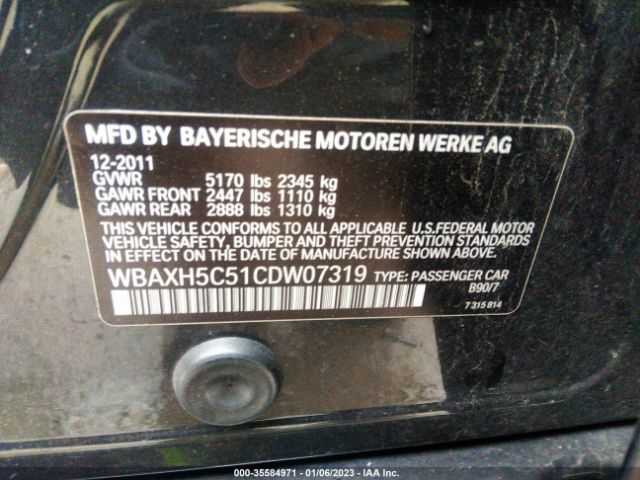 MFD BY BAYERISCHE MOTOREN WERKE AG
12-2011
GVWR 5170 lbs 2345 kg
GAWR FRONT 2447 lbs 1110 kg
GAWR REAR 2888 lbs 1310 kg
THIS VEHICLE CONFORMS TO ALL APPLICABLE U.S.FEDERAL MOTOR
VEHICLE SAFETY, BUMPER AND THEFT PREVENTION STANDARDS
IN EFFECT ON THE DATE OF MANUFACTURE SHOWN ABOVE.
WBAXH5C51CDW07319 TYPE: PASSENGER CAR
B90/7
7 315 814
000-35584971 - 01/06/2023 - IAA Inc.